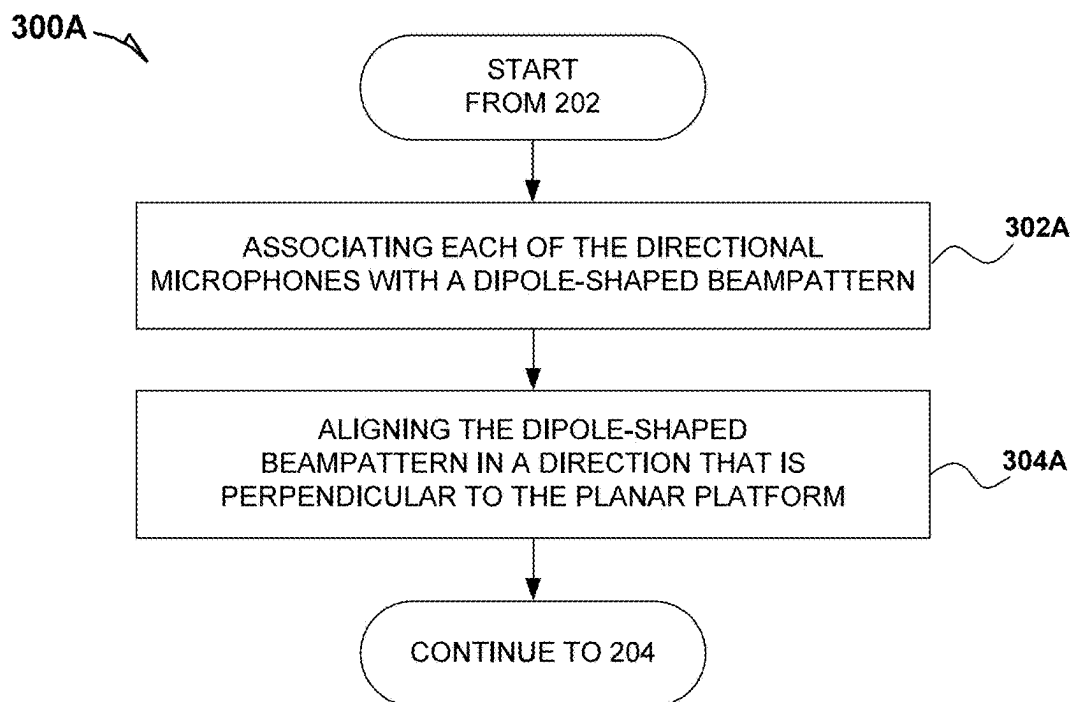 300A
START
FROM 202
ASSOCIATING EACH OF THE DIRECTIONAL
MICROPHONES WITH A DIPOLE-SHAPED BEAMPATTERN
302A
ALIGNING THE DIPOLE-SHAPED
BEAMPATTERN IN A DIRECTION THAT IS
PERPENDICULAR TO THE PLANAR PLATFORM
304A
CONTINUE TO 204